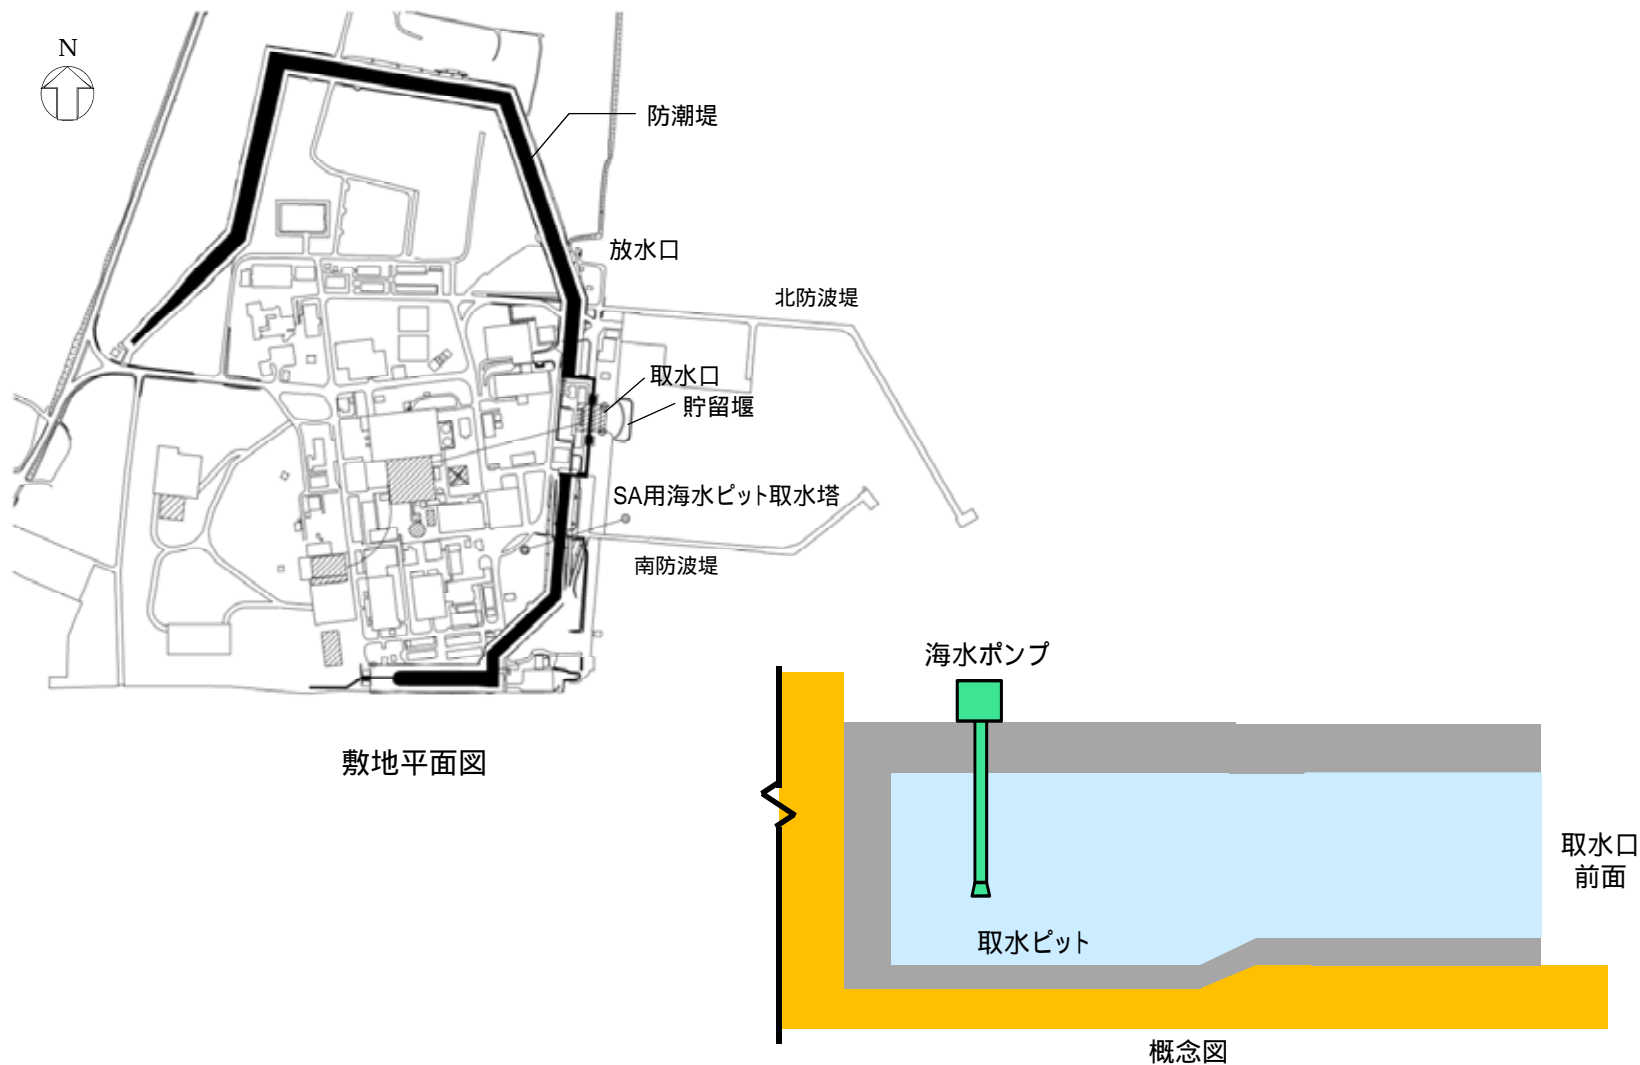 N
防潮堤
放水口
北防波堤
取水口
貯留堰
SA用海水ピット取水塔
南防波堤
敷地平面図
海水ポンプ
取水口
前面
取水ピット
概念図